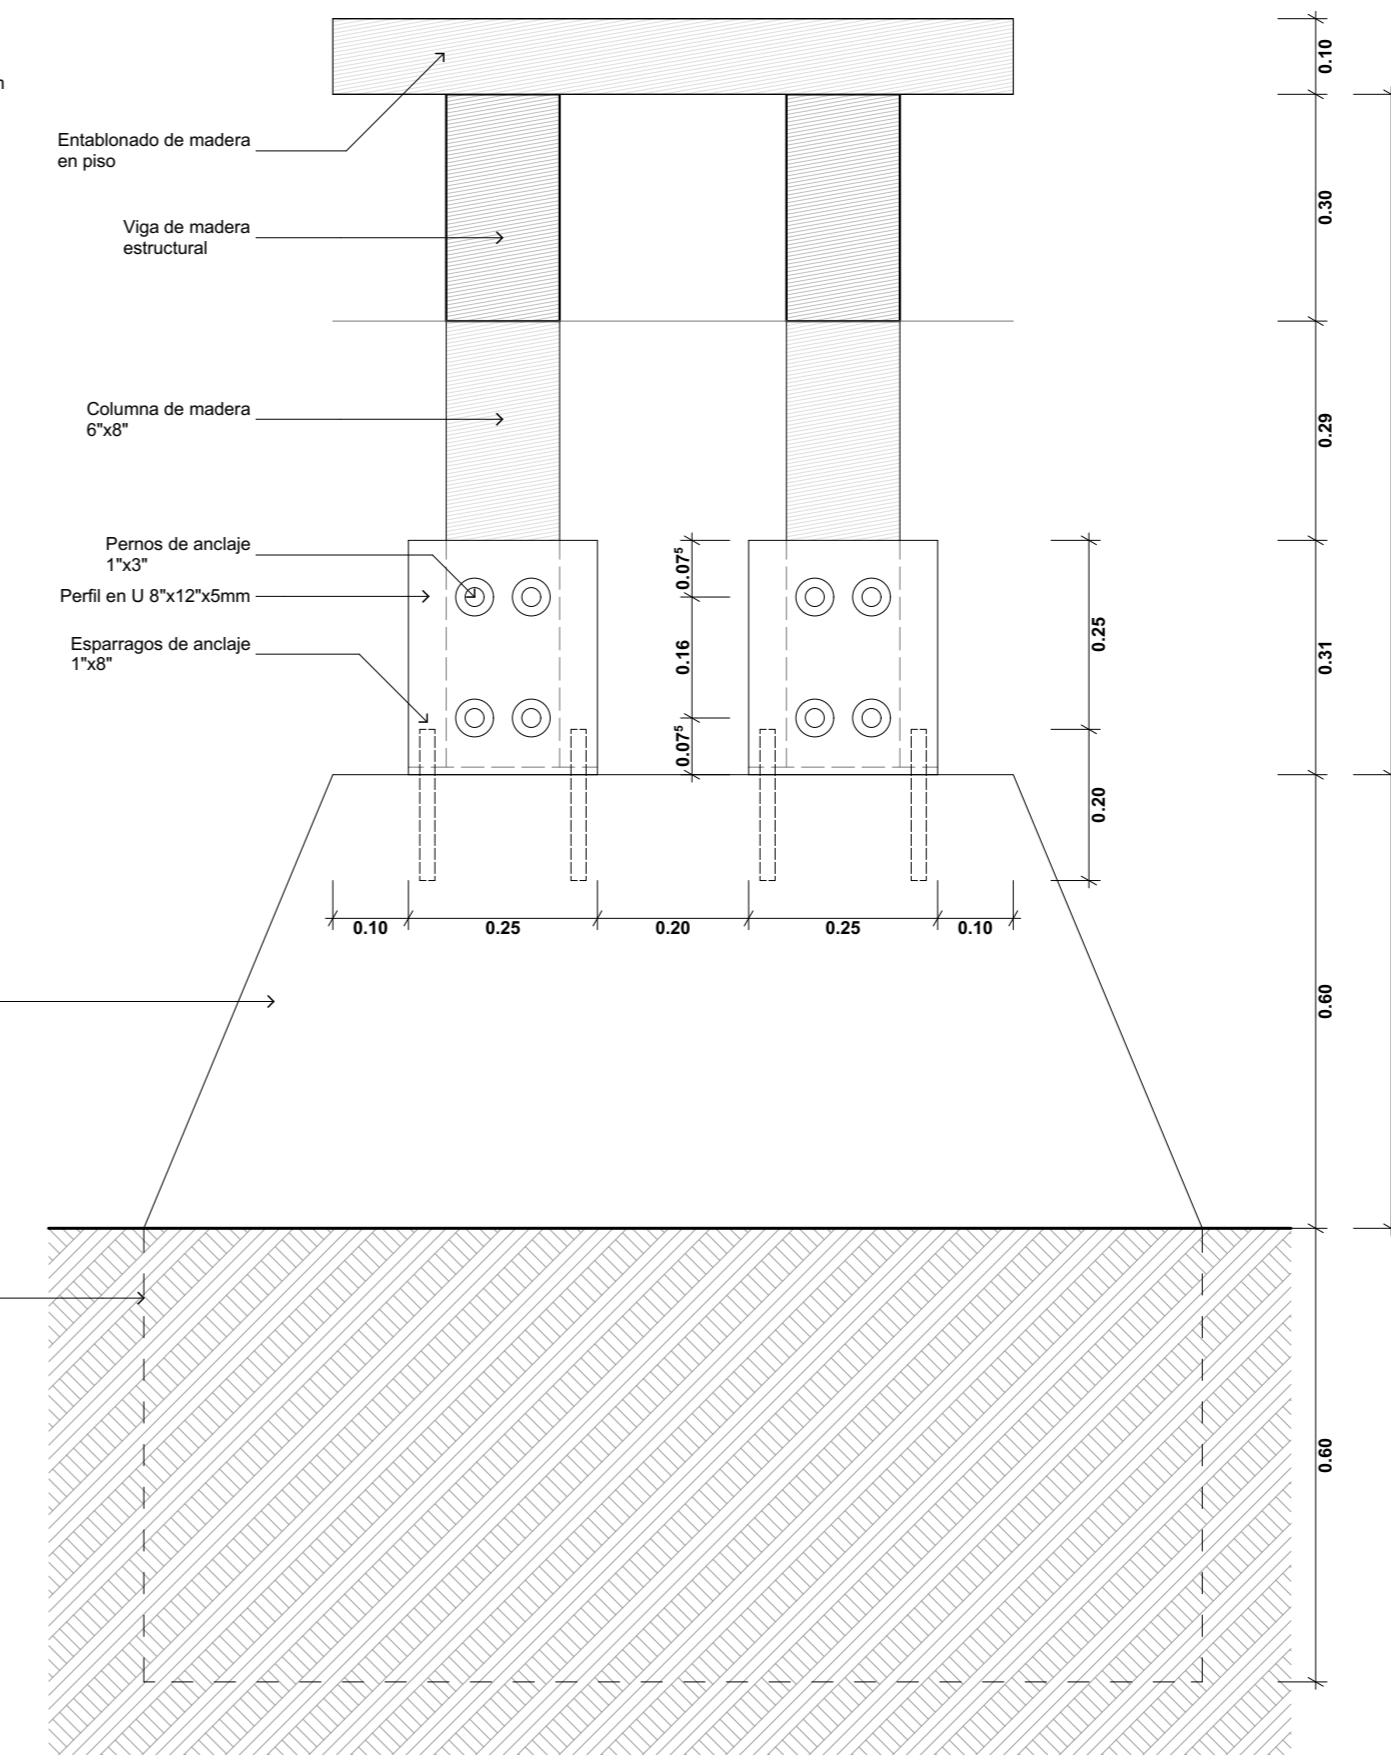 0.10
Entablonado de madera
en piso
Viga de madera
estructural
0.30
Columna de madera
6"x8"
0.29
Pernos de anclaje
1"x3"
Perfil en U 8"x12"x5mm
Esparragos de anclaje
1"x8"
0.07⁵
0.16
0.07⁵
0.25
0.20
0.31
0.10
0.25
0.20
0.25
0.10
0.60
0.60